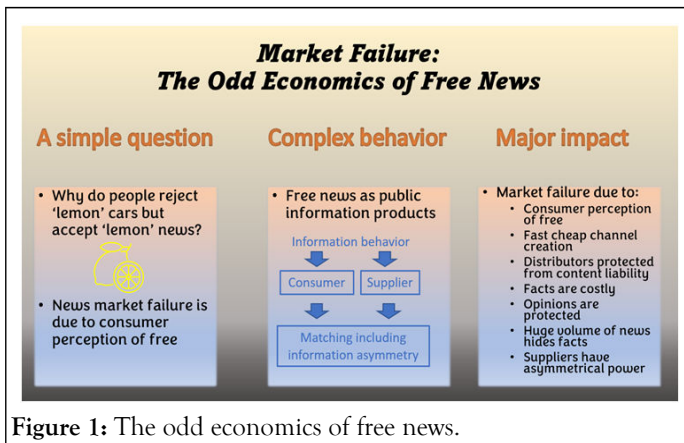 Market Failure:
The Odd Economics of Free News
A simple question
• Why do people reject
'lemon' cars but
accept 'lemon' news?
• News market failure is
due to consumer
perception of free
Complex behavior
• Free news as public
information products
Information behavior
Consumer
Supplier
Matching including
information asymmetry
Major impact
• Market failure due to:
• Consumer perception
of free
• Fast cheap channel
creation
• Distributors protected
from content liability
• Facts are costly
• Opinions are
protected
• Huge volume of news
hides facts
• Suppliers have
asymmetrical power
Figure 1: The odd economics of free news.